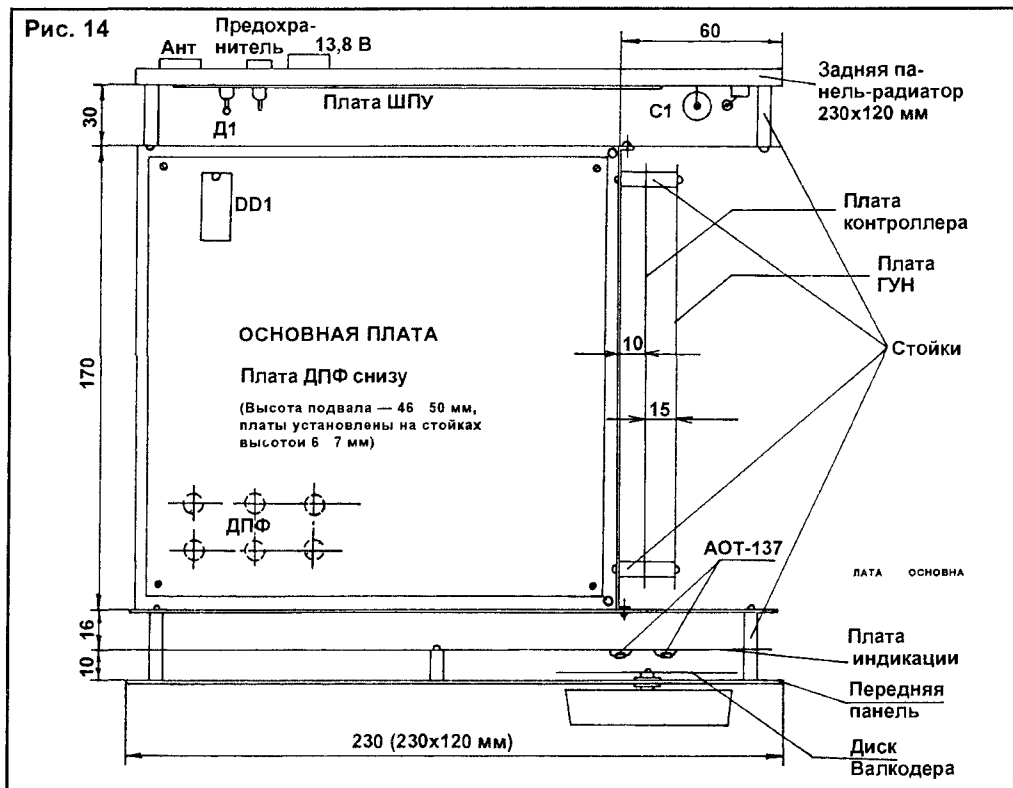 Рис. 14
Ант
Предохра-
нитель
13,8 В
60
Задняя па-
нель-радиатор
230х120 мм
30
Д1
Плата ШПУ
С1
DD1
Плата
контроллера
Плата
ГУН
ОСНОВНАЯ ПЛАТА
Плата ДПФ снизу
(Высота подвала — 46 50 мм,
платы установлены на стойках
высотой 6 7 мм)
10
15
Стойки
170
ДПФ
АОТ-137
ЛАТА ОСНОВНА
16
10
Плата
индикации
Передняя
панель
230 (230х120 мм)
Диск
Валкодера